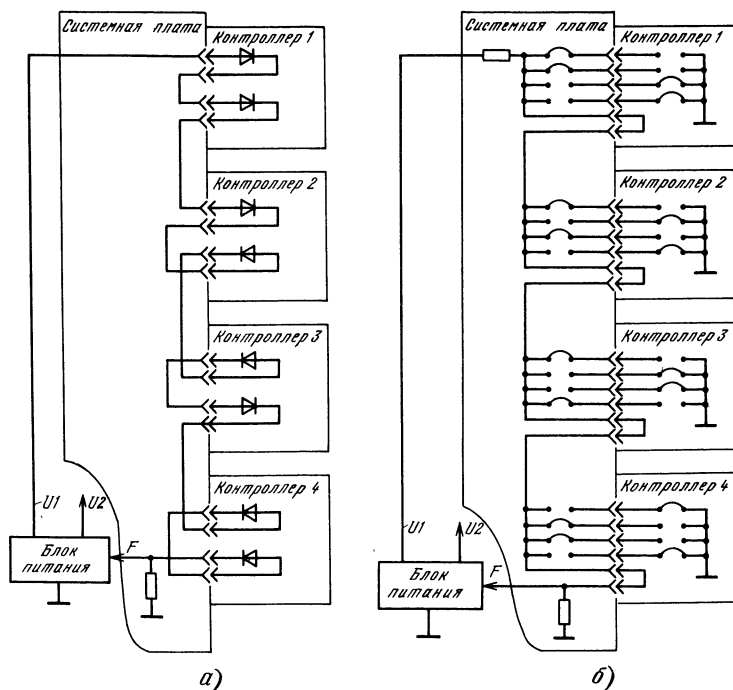 Системная плата
Контроллер 1
Контроллер 2
Контроллер 3
Контроллер 4
U1
U2
F
Блок
питания
а)
Системная плата
Контроллер 1
Контроллер 2
Контроллер 3
Контроллер 4
U1
U2
F
Блок
питания
б)